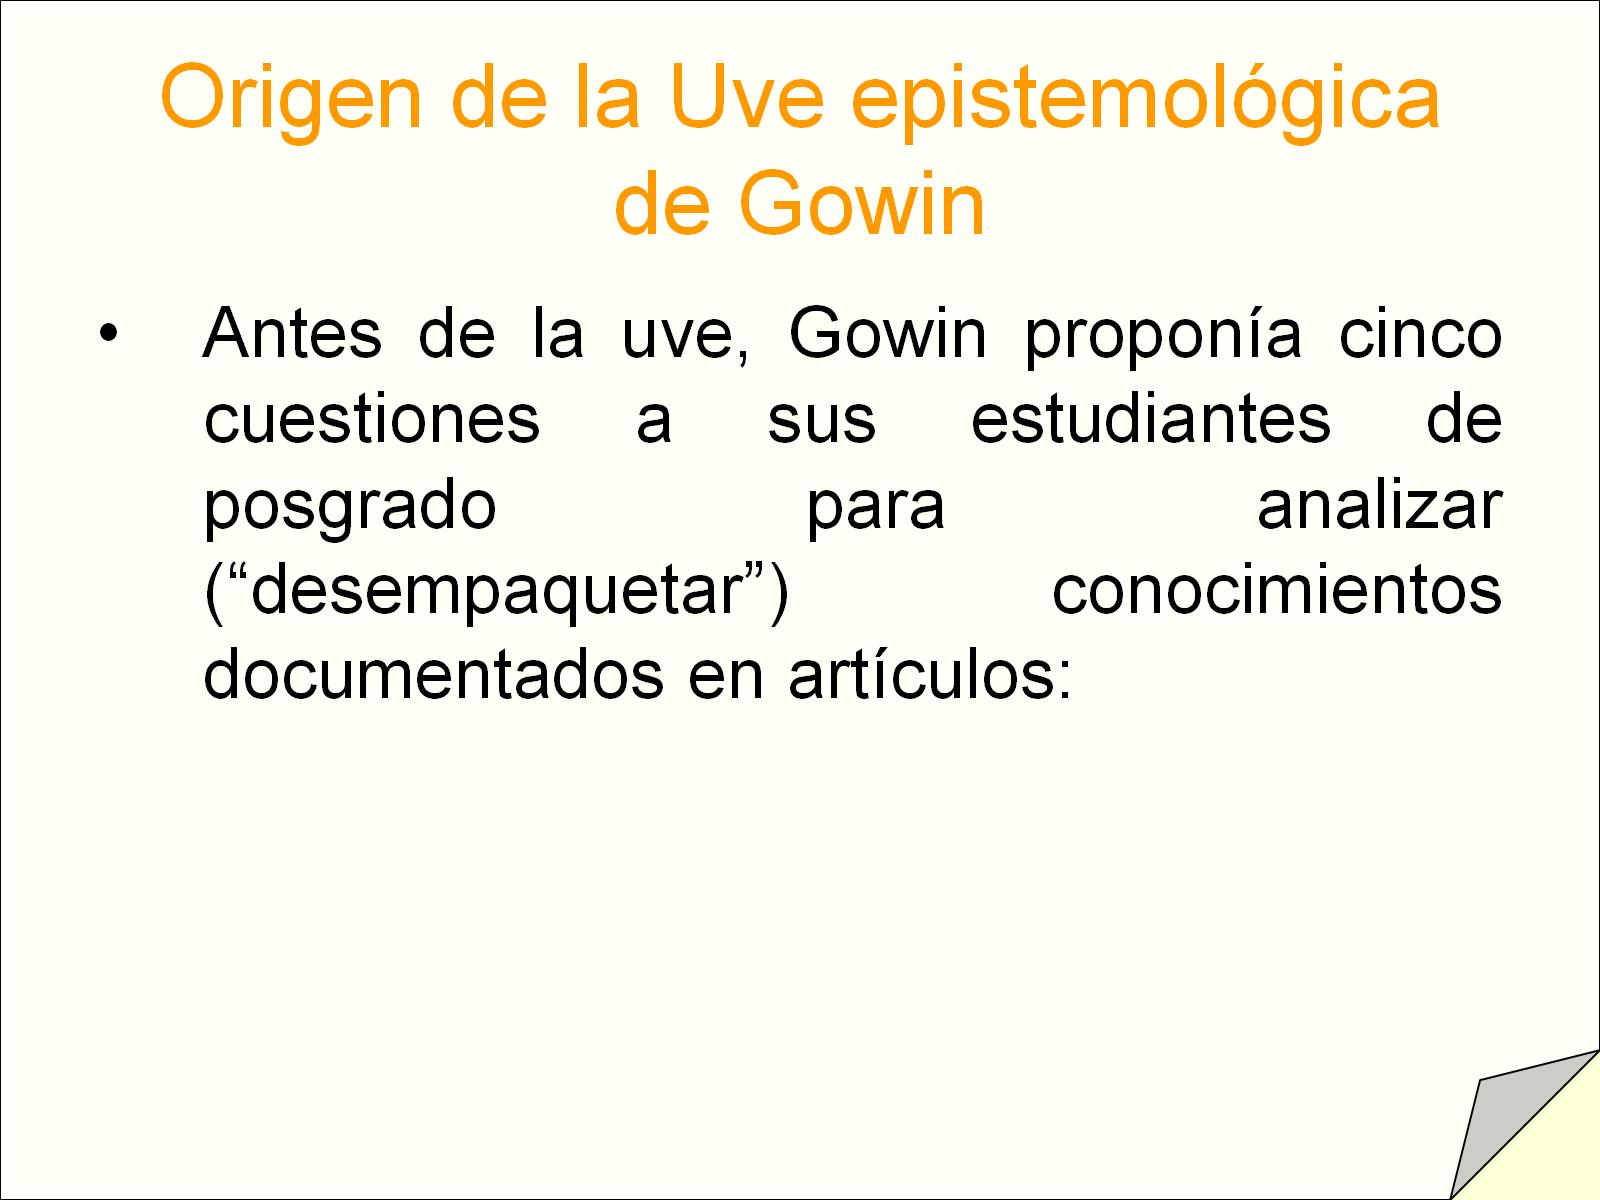 Origen de la Uve epistemológica
de Gowin
• Antes de la uve, Gowin proponía cinco
cuestiones a sus estudiantes de
posgrado para analizar
(“desempaquetar”) conocimientos
documentados en artículos: